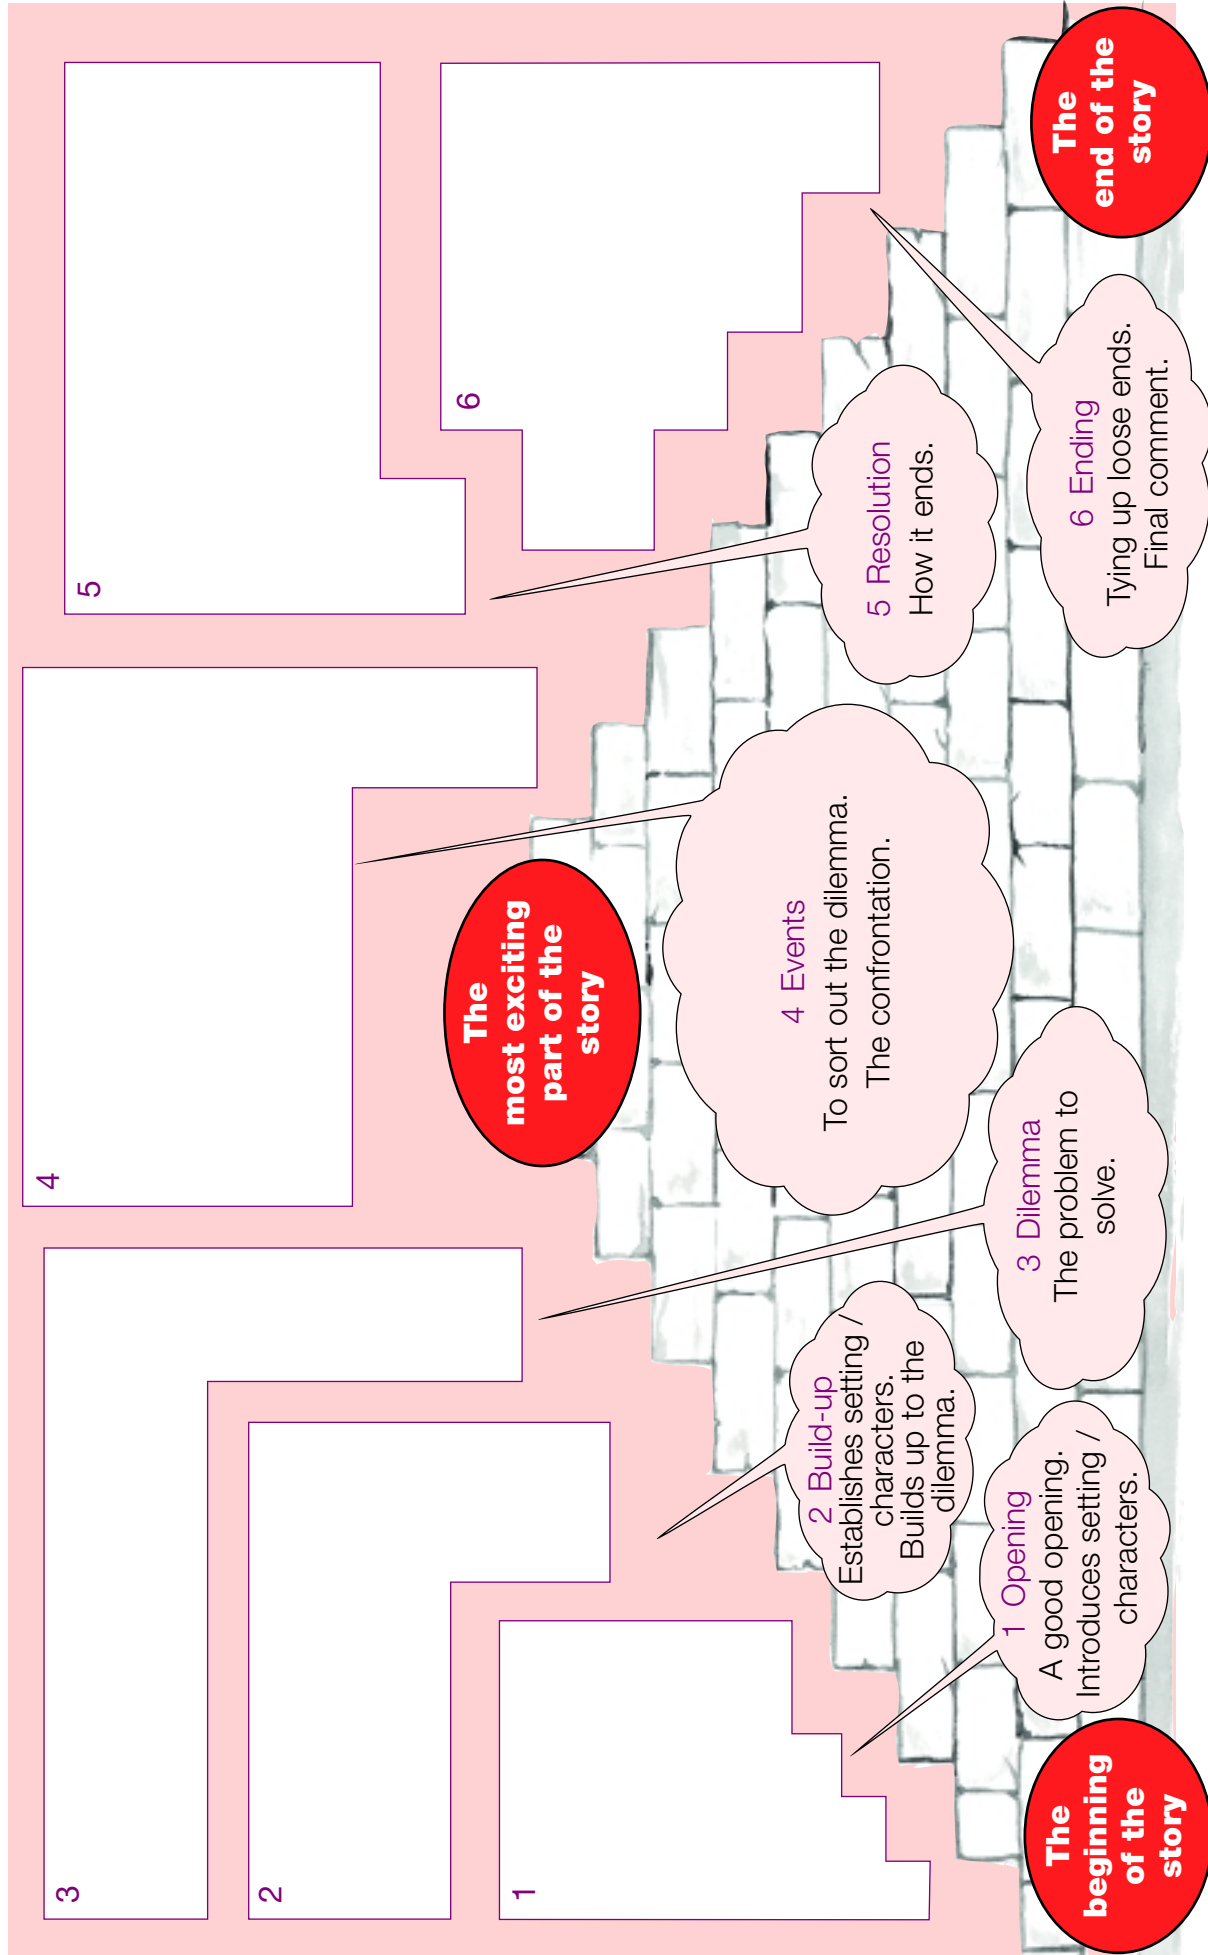 3
2
1
4
5
6
The
most exciting
part of the
story
The
beginning
of the
story
1 Opening
A good opening.
Introduces setting /
characters.
2 Build-up
Establishes setting /
characters.
Builds up to the
dilemma.
3 Dilemma
The problem to
solve.
4 Events
To sort out the dilemma.
The confrontation.
5 Resolution
How it ends.
6 Ending
Tying up loose ends.
Final comment.
The
end of the
story